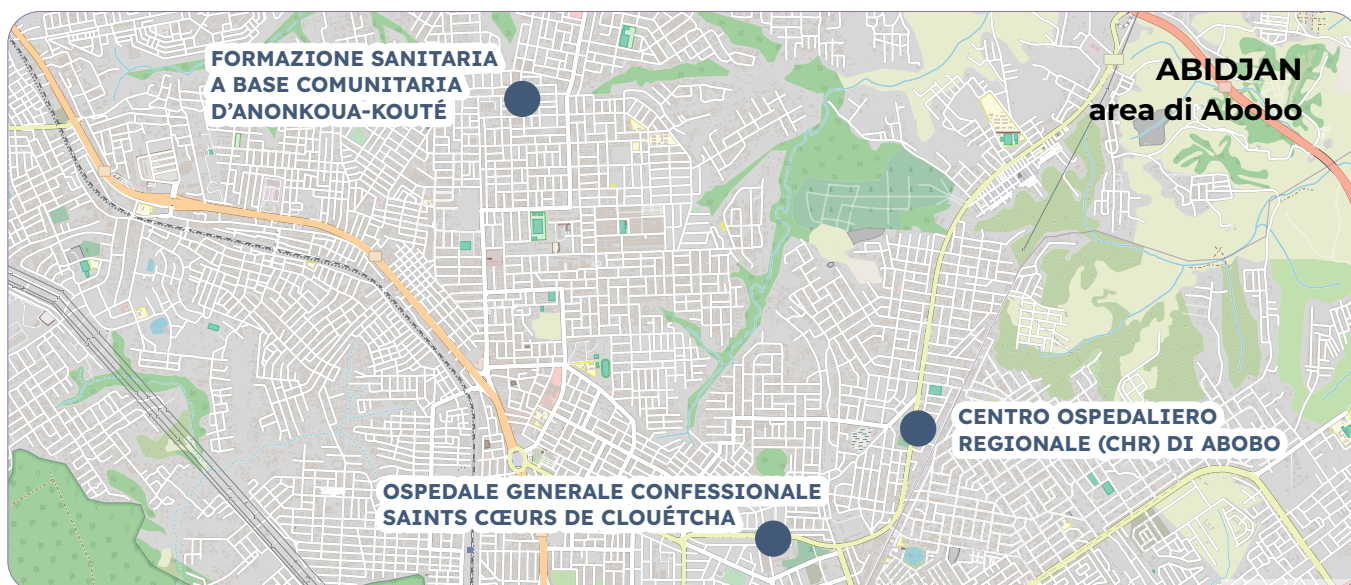 FORMAZIONE SANITARIA
A BASE COMUNITARIA
D'ANONKOUA-KOUTÉ
ABIDJAN
area di Abobo
CENTRO OSPEDALIERO
REGIONALE (CHR) DI ABOBO
OSPEDALE GENERALE CONFESSIONALE
SAINTS CŒURS DE CLOUÉTCHA